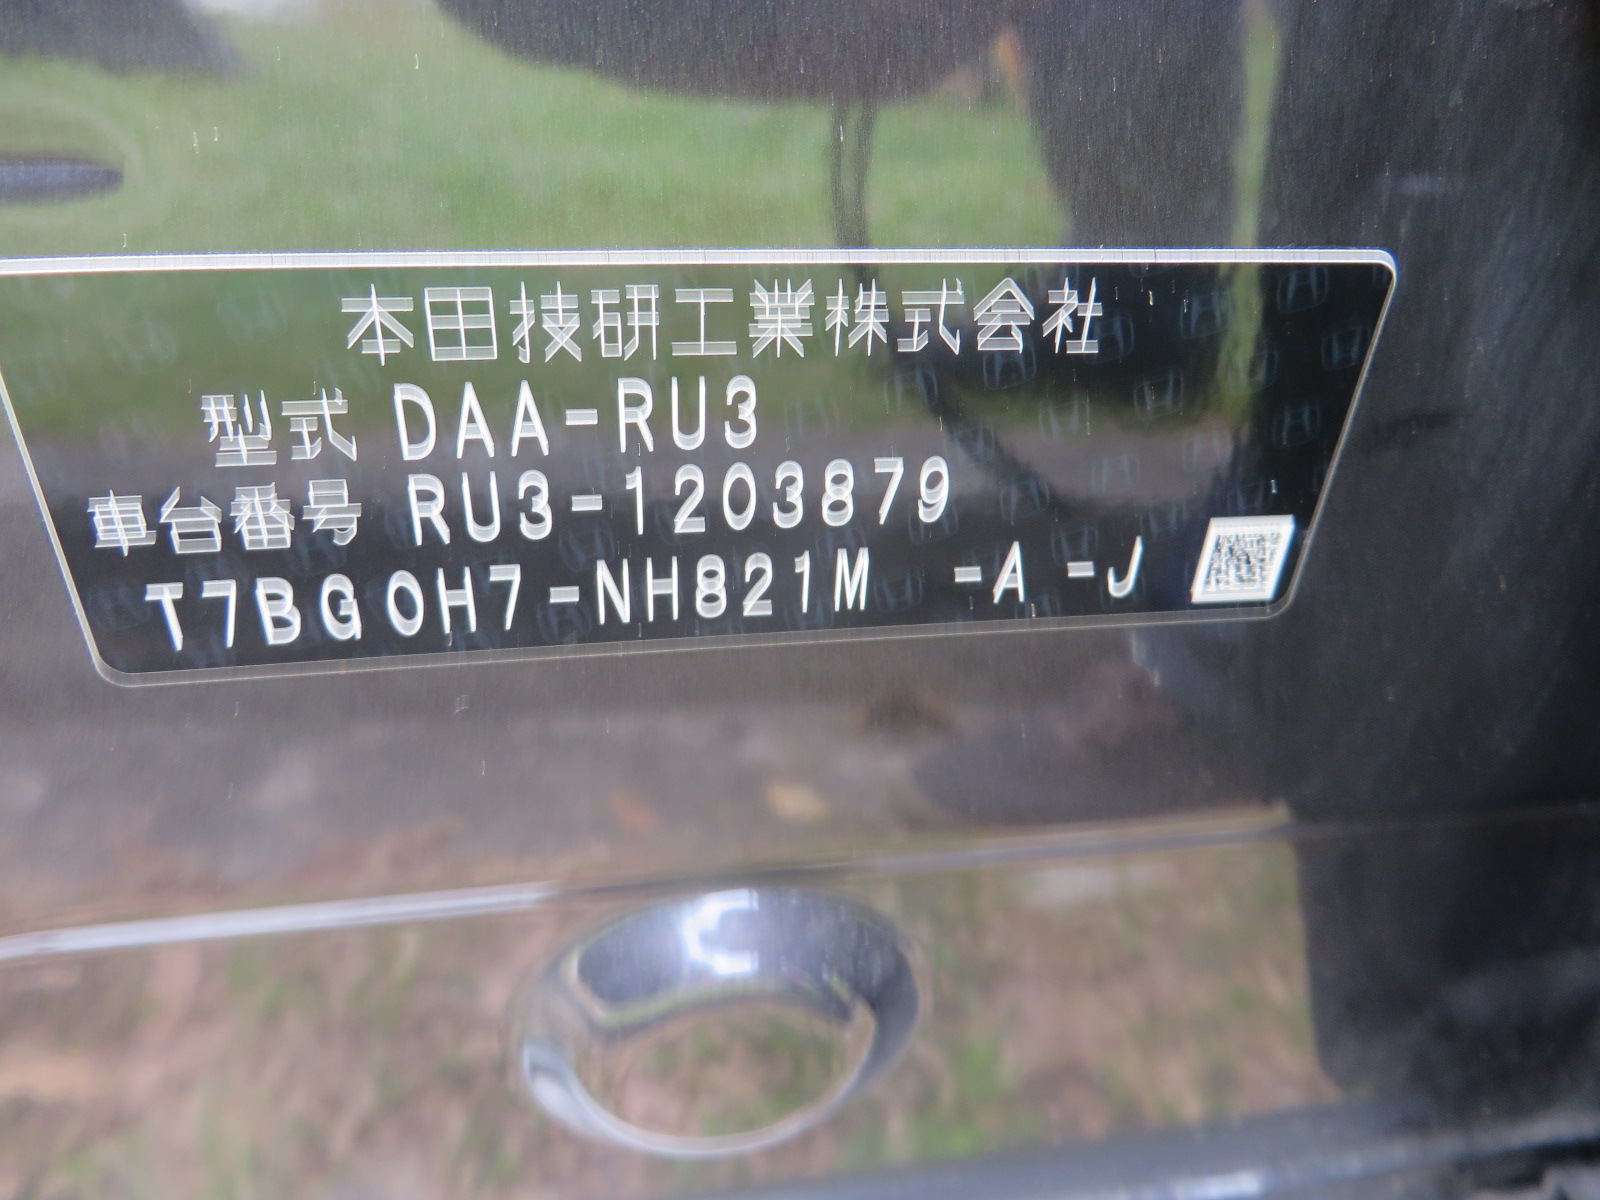 本田技研工業株式会社
型式 DAA-RU3
車台番号 RU3-1203879
T7BG0H7-NH821M -A -J